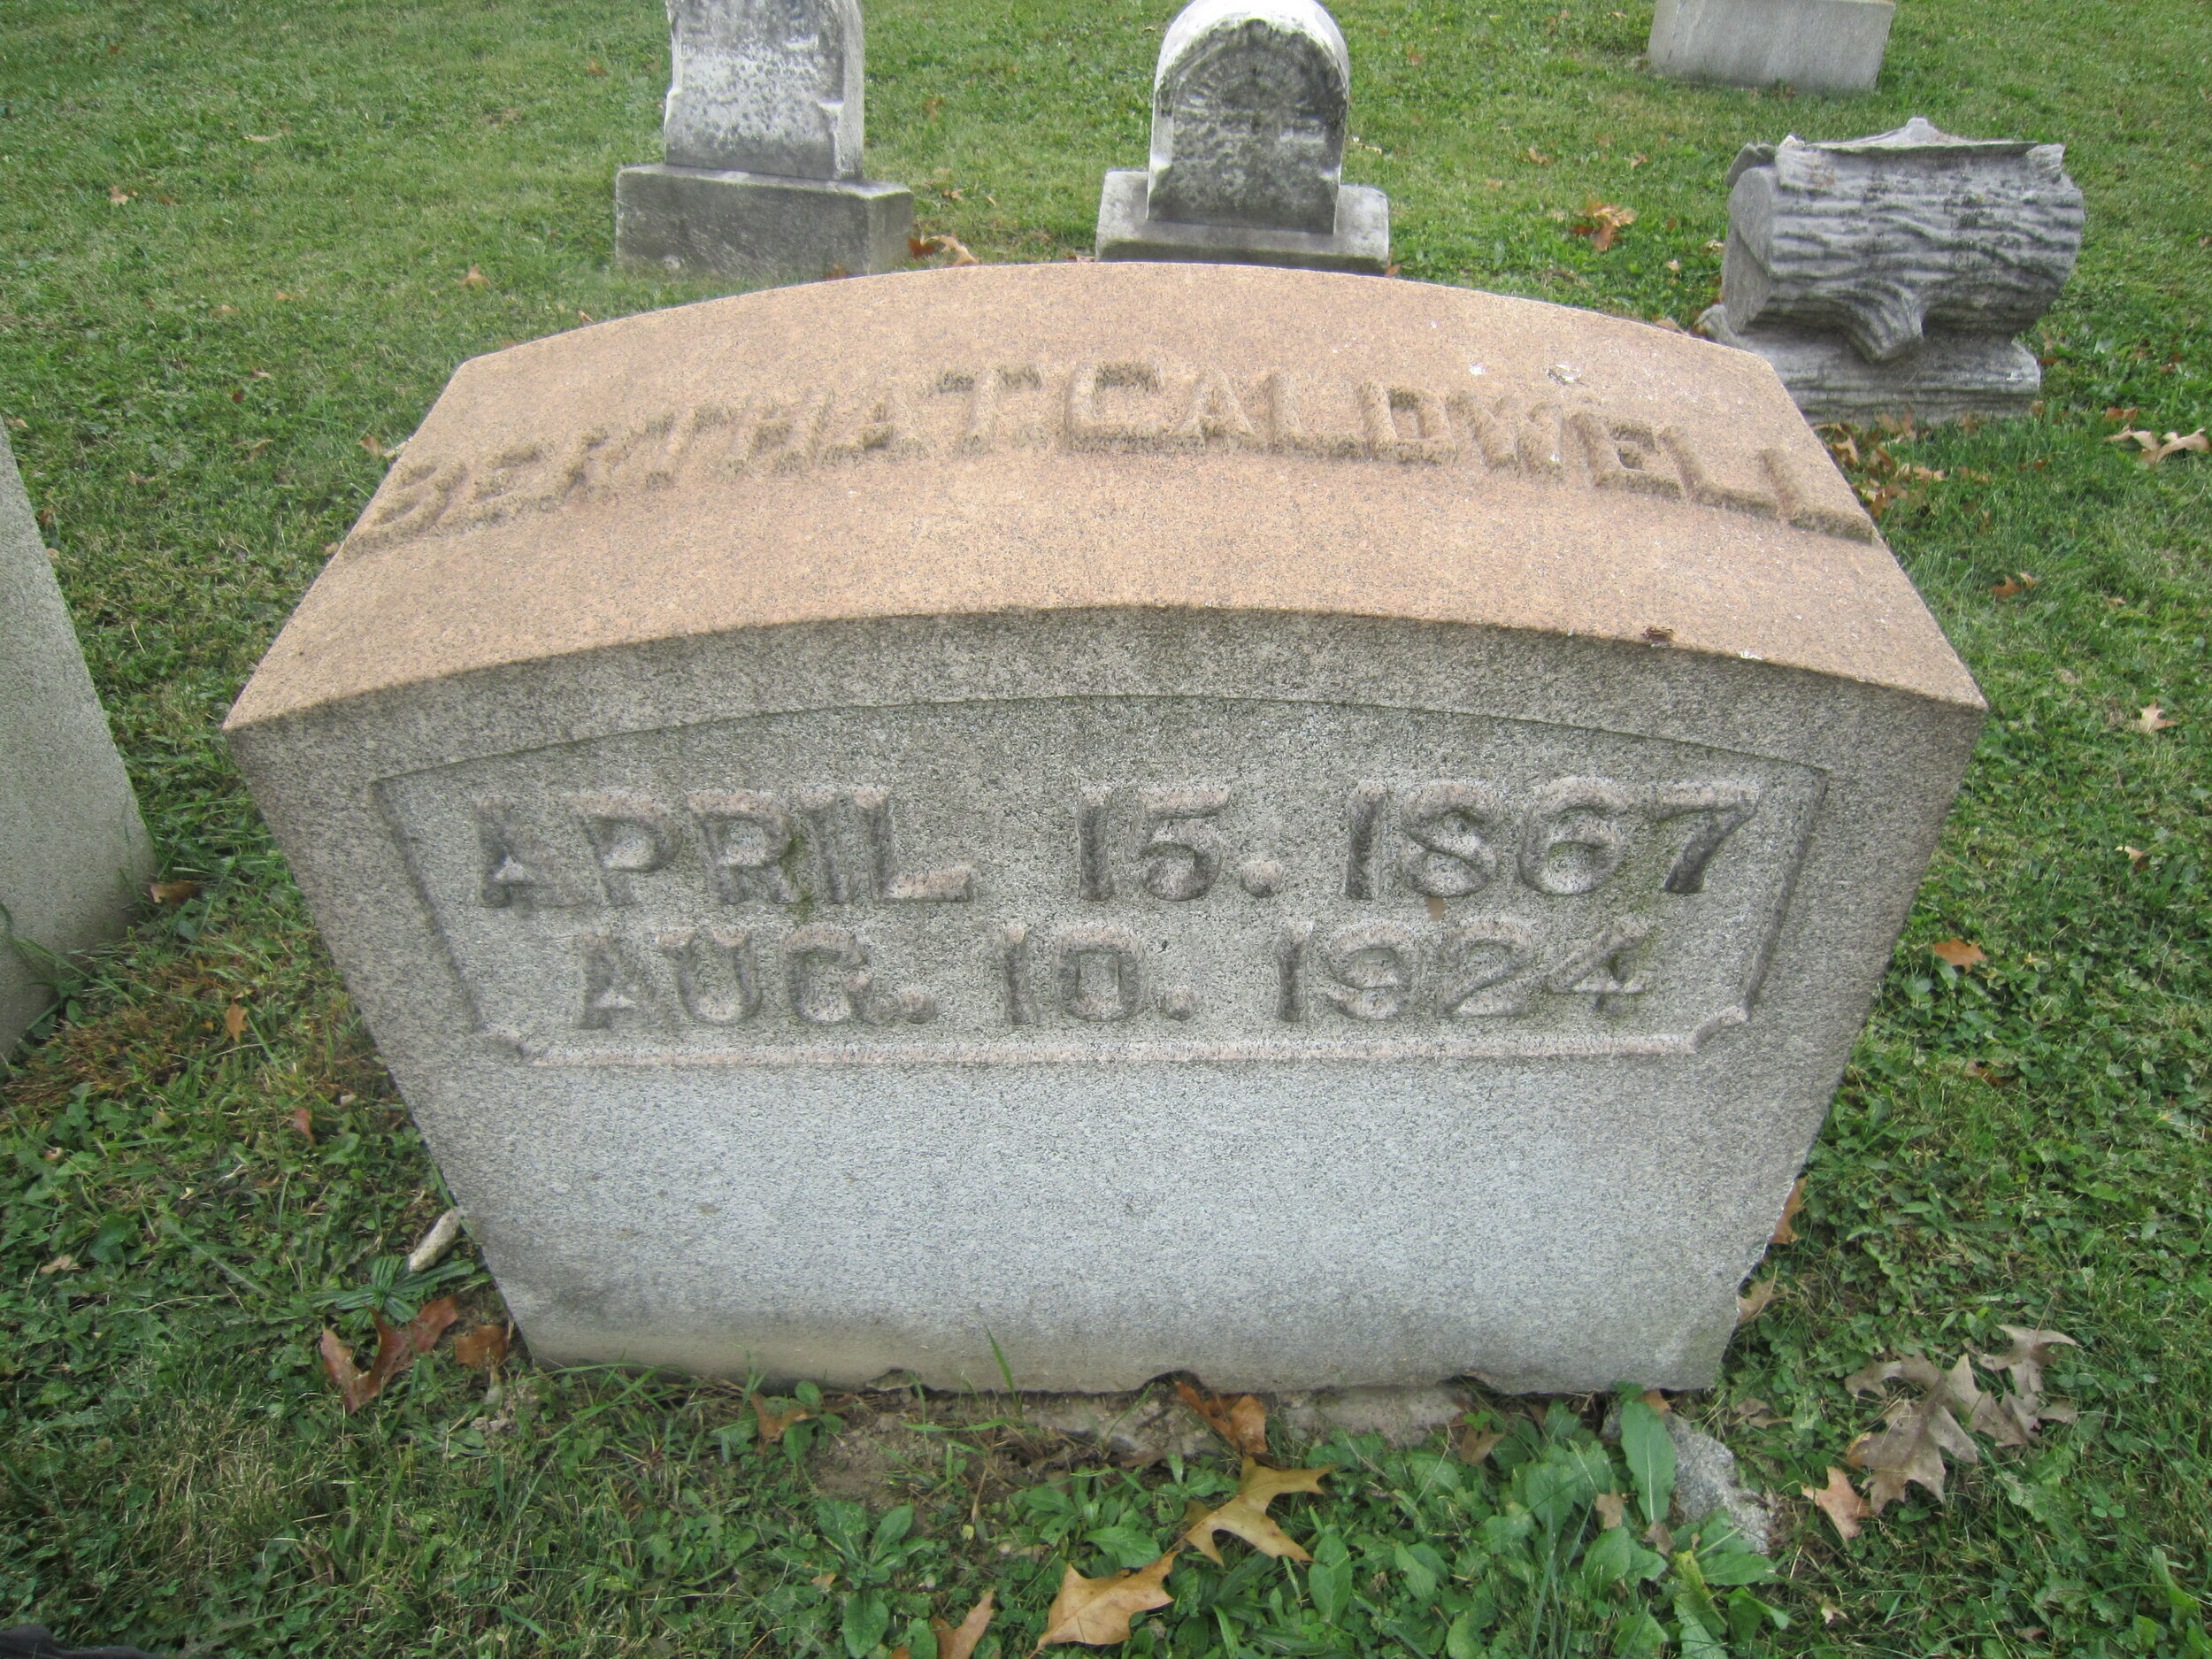 BERTHA T CALDWELL
APRIL 15. 1867
AUG. 10. 1924